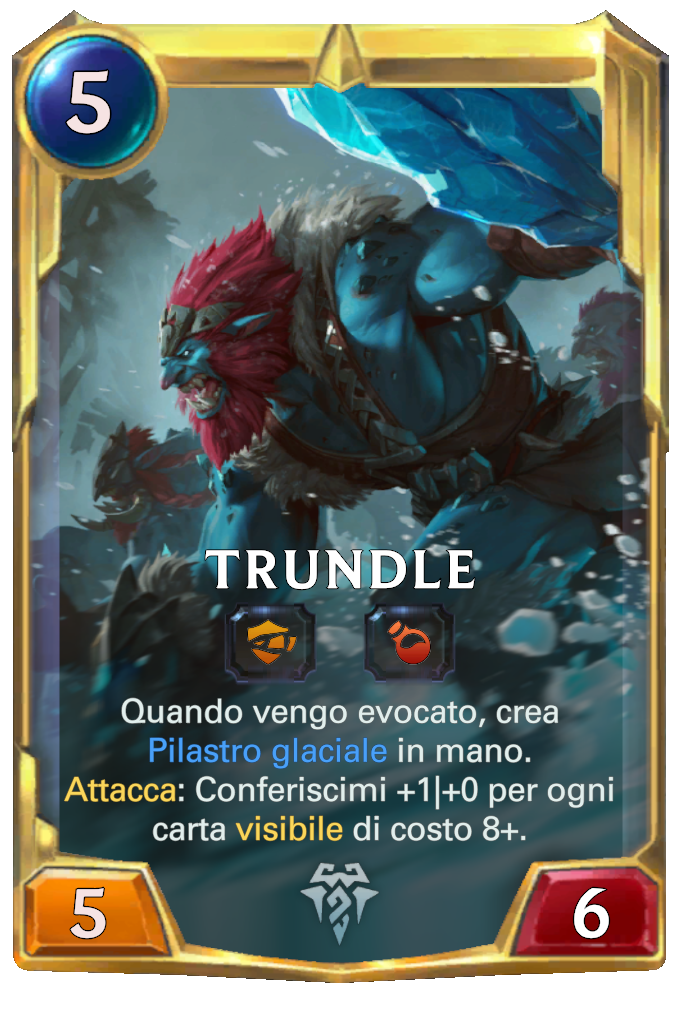 5
TRUNDLE
Quando vengo evocato, crea
Pilastro glaciale in mano.
Attacca: Conferiscimi +1|+0 per ogni
carta visibile di costo 8+.
5
6